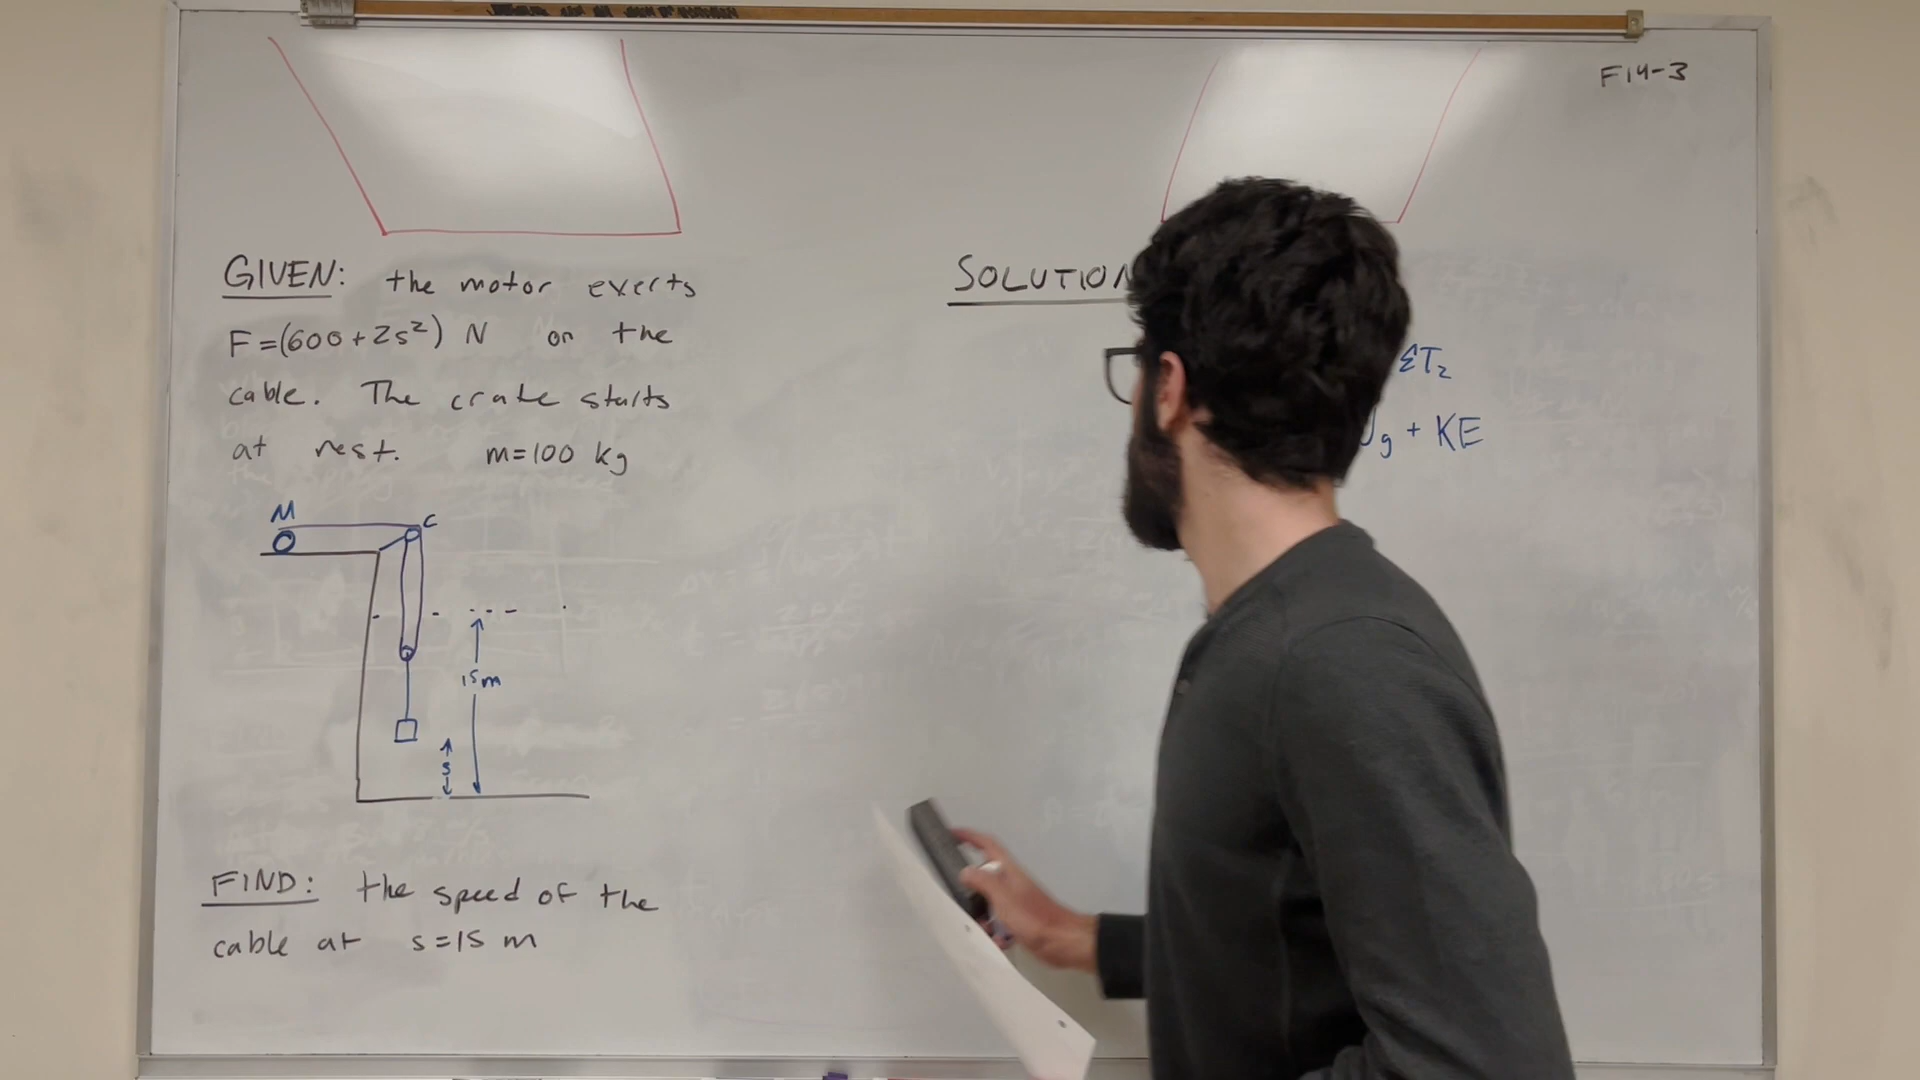 F14-3
GIVEN: the motor exerts
F=(600+2s²) N on the
cable. The crate starts
at rest. m=100 kg
M
C
15m
s
FIND: the speed of the
cable at s=15 m
SOLUTION
ΣT₂
g + KE